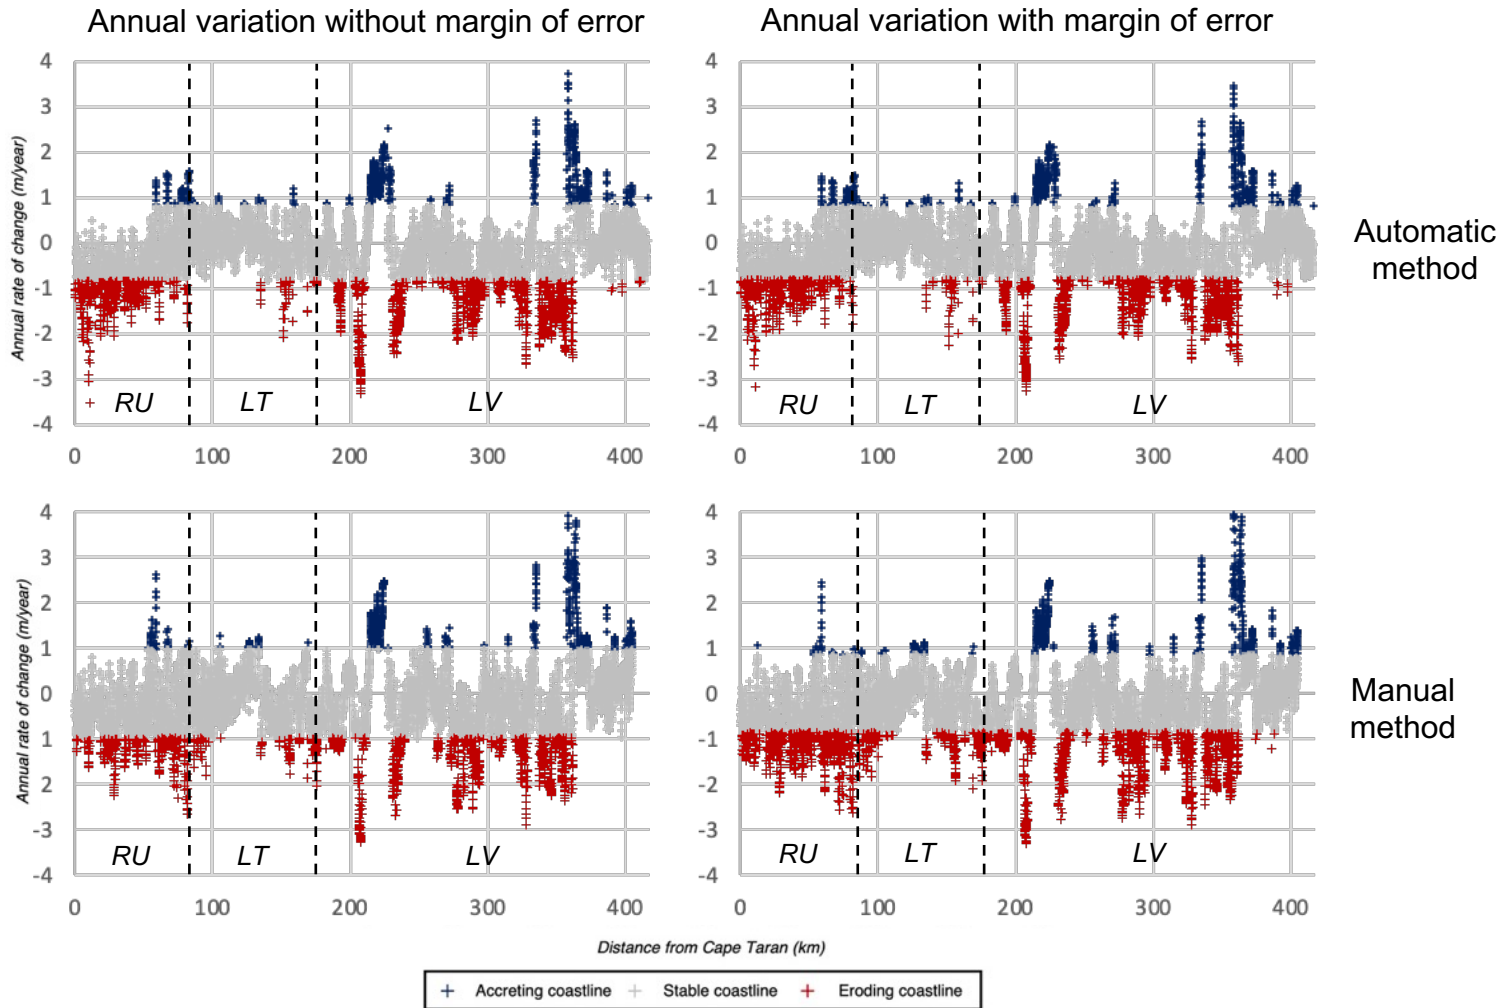 Annual variation without margin of error
Annual variation with margin of error
4
3
2
1
0
-1
-2
-3
-4
Annual rate of change (m/year)
RU
LT
LV
0
100
200
300
400
4
3
2
1
0
-1
-2
-3
-4
RU
LT
LV
0
100
200
300
400
Automatic
method
4
3
2
1
0
-1
-2
-3
-4
Annual rate of change (m/year)
RU
LT
LV
0
100
200
300
400
4
3
2
1
0
-1
-2
-3
-4
RU
LT
LV
0
100
200
300
400
Manual
method
Distance from Cape Taran (km)
Accreting coastline
Stable coastline
Eroding coastline